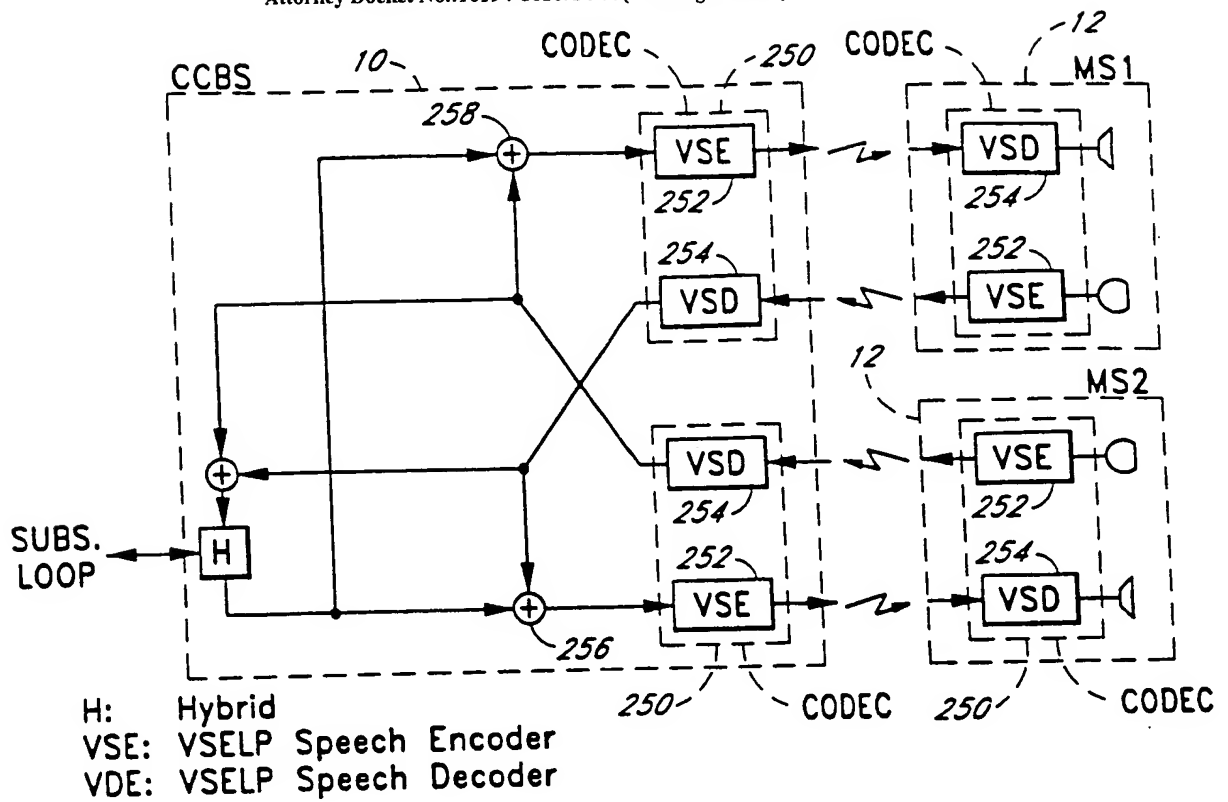 CODEC
250
CODEC
12
CCBS
10
MS1
258
VSE
252
VSD
254
254
VSD
252
VSE
12
MS2
VSD
254
VSE
252
SUBS.
LOOP
H
252
VSE
254
VSD
256
250
CODEC
250
CODEC
H: Hybrid
VSE: VSELP Speech Encoder
VDE: VSELP Speech Decoder